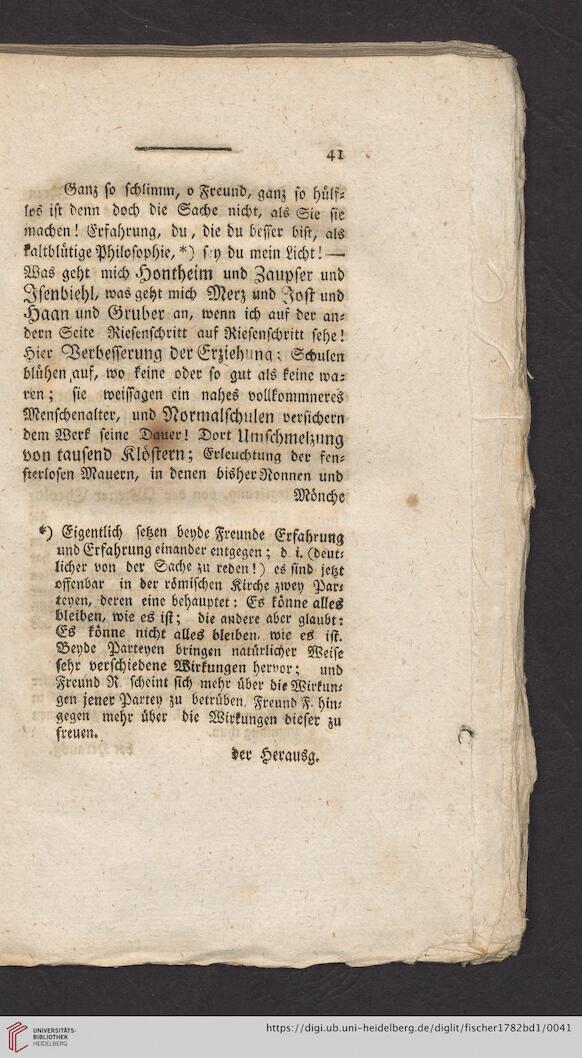 41
Ganz so schlimm, o Freund, ganz so hülf-
los ist denn doch die Sache nicht, als Sie sie
machen! Erfahrung, du, die du besser bist, als
kaltblütige Philosophie, *) sey du mein Licht! —
Was geht mich Hontheim und Zaupser und
Isenbiehl, was geht mich Merz und Jost und
Haan und Gruber an, wenn ich auf der an-
dern Seite Riesenschritt auf Riesenschritt sehe!
Hier Verbesserung der Erziehung: Schulen
blühen auf, wo keine oder so gut als keine wa-
ren; sie weissagen ein nahes vollkommneres
Menschenalter, und Normalschulen versichern
dem Werk seine Dauer! Dort Umschmelzung
von tausend Klöstern; Erleuchtung der fen-
sterlosen Mauern, in denen bisher Nonnen und
Mönche
*) Eigentlich setzen beyde Freunde Erfahrung
und Erfahrung einander entgegen; d. i. (deut-
licher von der Sache zu reden!) es sind jetzt
offenbar in der römischen Kirche zwey Par-
teyen, deren eine behauptet: Es könne alles
bleiben, wie es ist; die andere aber glaubt:
Es könne nicht alles bleiben, wie es ist.
Beyde Parteyen bringen natürlicher Weise
sehr verschiedene Wirkungen hervor; und
Freund R. scheint sich mehr über die Wirkun-
gen jener Partey zu betrüben, Freund F. hin-
gegen mehr über die Wirkungen dieser zu
freuen.
der Herausg.
UNIVERSITÄTS-
BIBLIOTHEK
HEIDELBERG
https://digi.ub.uni-heidelberg.de/diglit/fischer1782bd1/0041